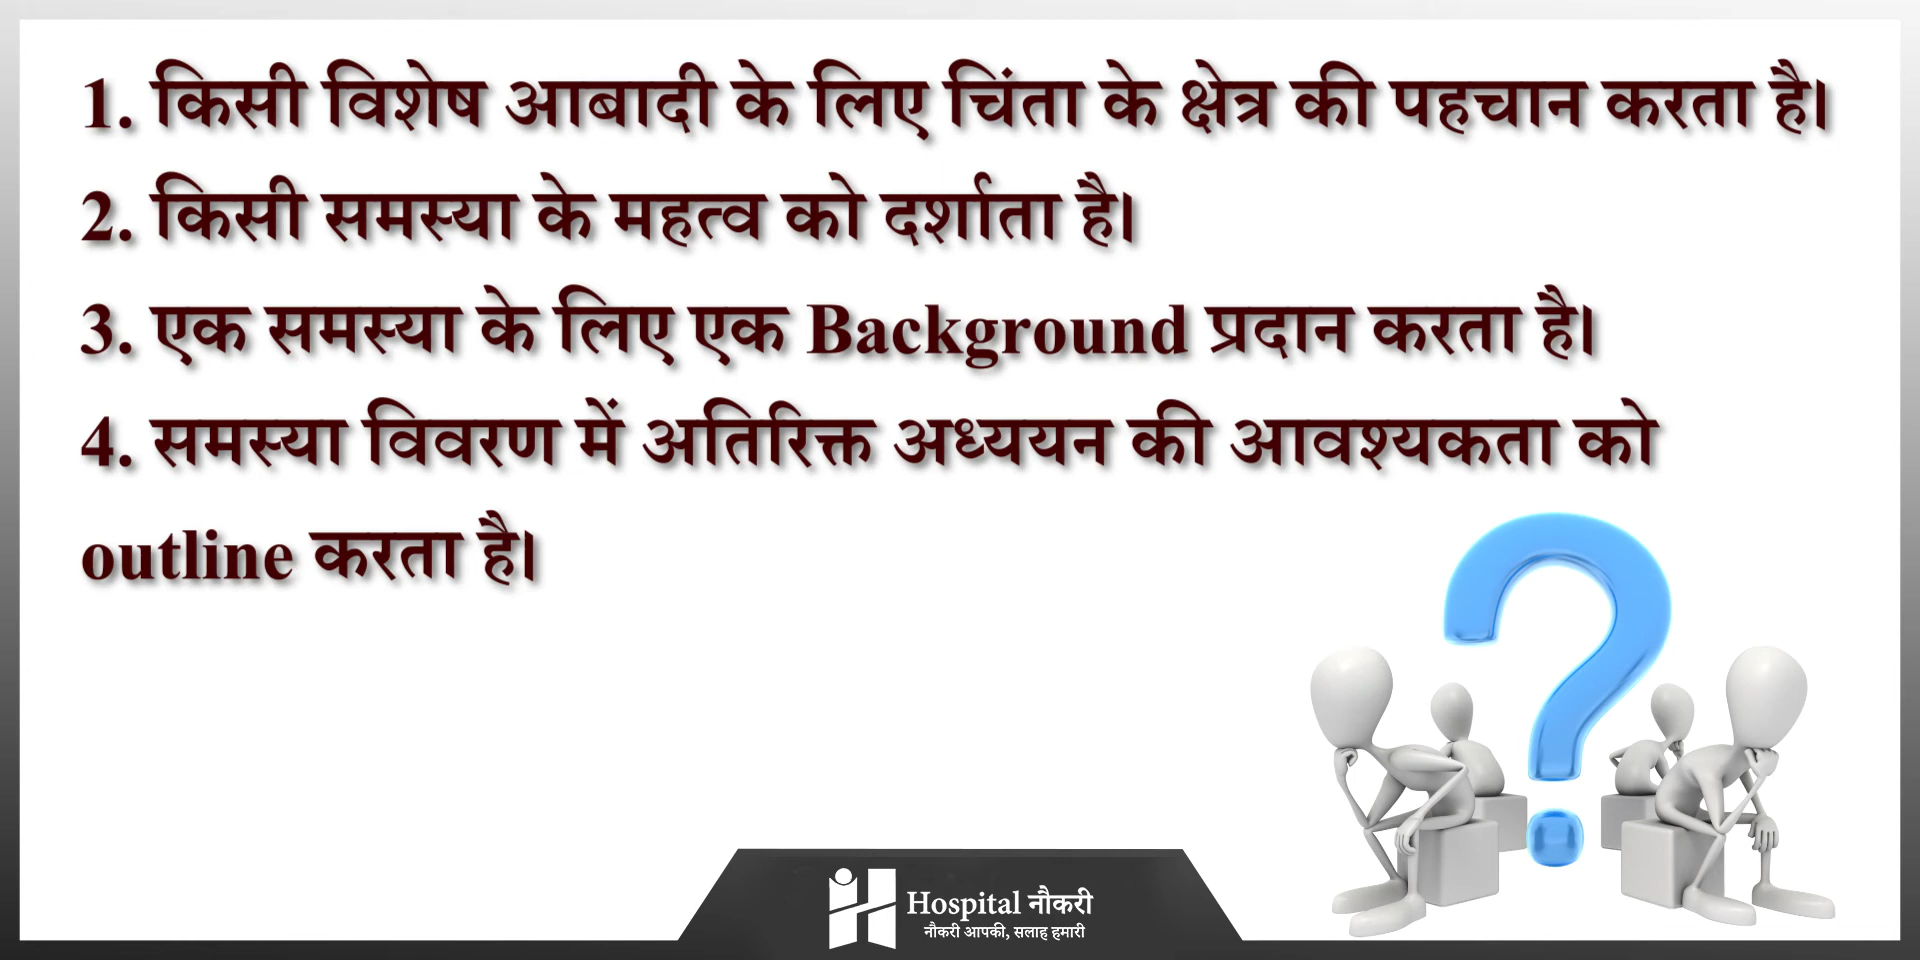 1. किसी विशेष आबादी के लिए चिंता के क्षेत्र की पहचान करता है।
2. किसी समस्या के महत्व को दर्शाता है।
3. एक समस्या के लिए एक Background प्रदान करता है।
4. समस्या विवरण में अतिरिक्त अध्ययन की आवश्यकता को
outline करता है।
Hospital नौकरी
नौकरी आपकी, सलाह हमारी